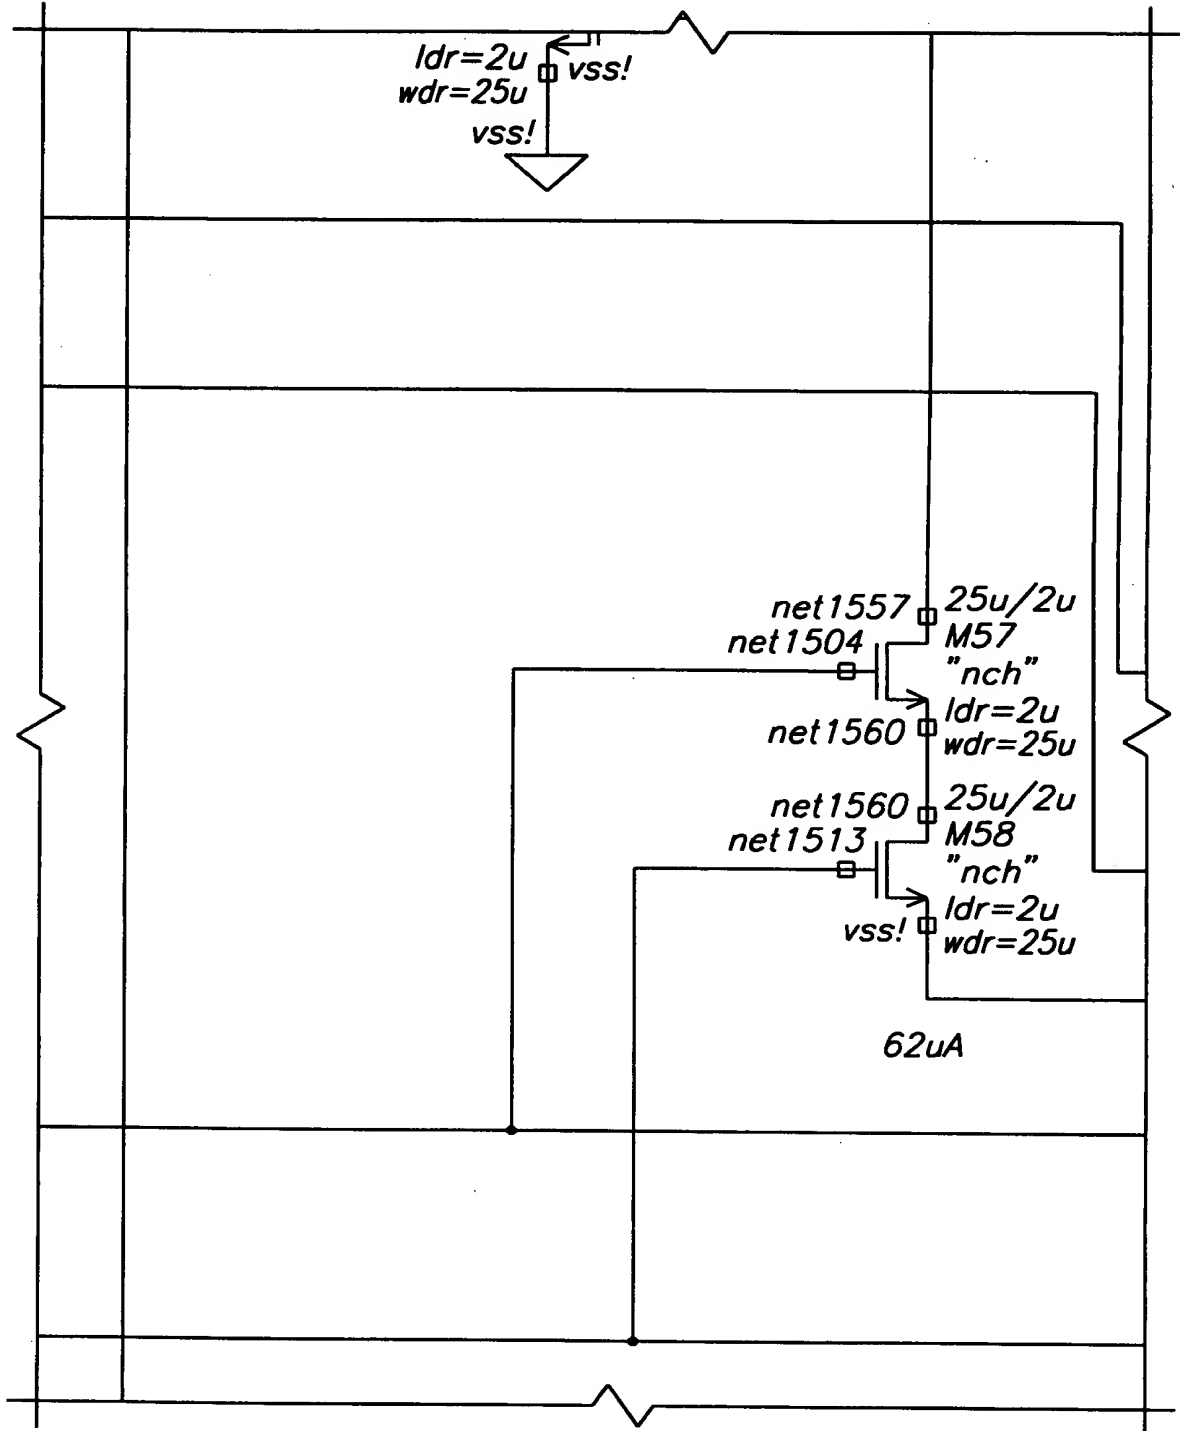 ldr=2u
vss!
wdr=25u
vss!
net1557
25u/2u
net1504
M57
"nch"
ldr=2u
net1560
wdr=25u
net1560
25u/2u
net1513
M58
"nch"
ldr=2u
vss!
wdr=25u
62uA